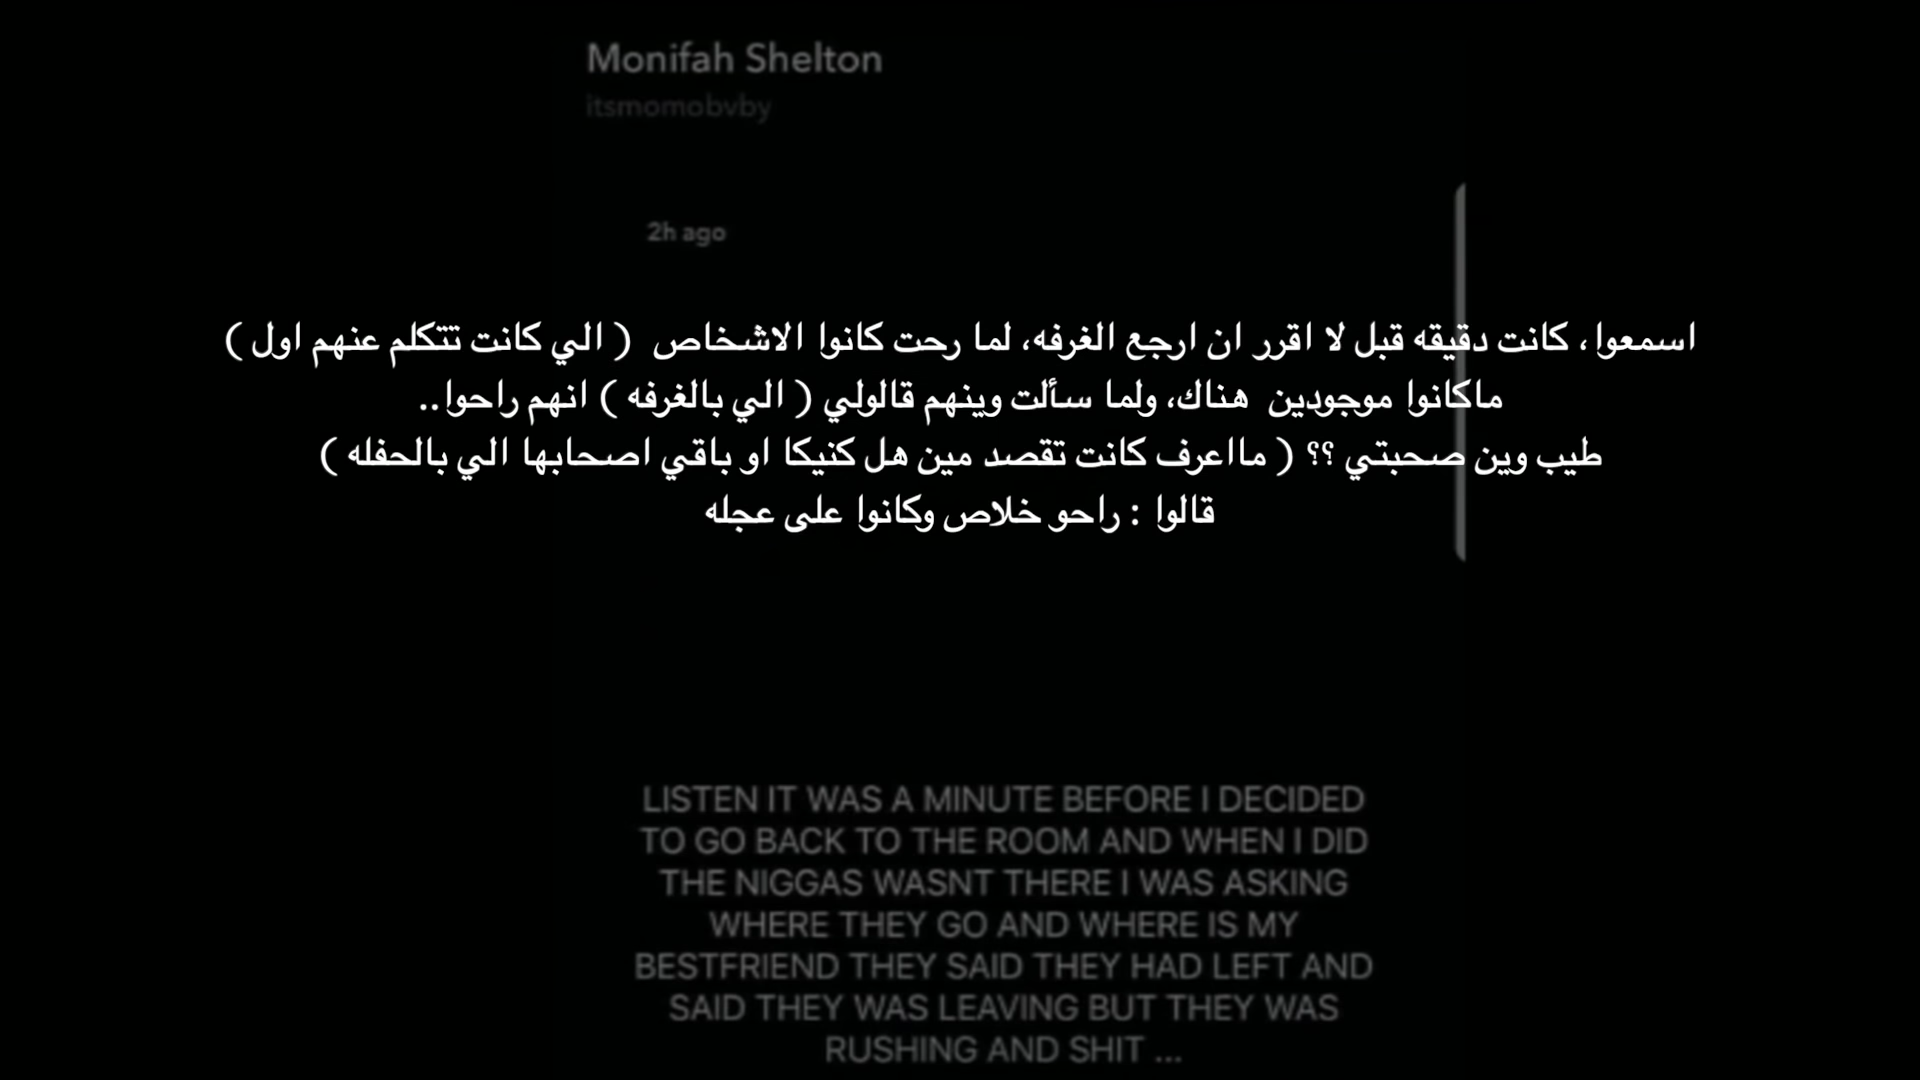 Monifah Shelton
itsmomobvby
2h ago
اسمعوا، كانت دقيقه قبل لا اقرر ان ارجع الغرفه، لما رحت كانوا الاشخاص ( الي كانت تتكلم عنهم اول )
ماكانوا موجودين هناك، ولما سألت وينهم قالولي ( الي بالغرفه ) انهم راحوا..
طيب وين صحبتي ؟؟ ( مااعرف كانت تقصد مين هل كنيكا او باقي اصحابها الي بالحفله )
قالوا : راحو خلاص وكانوا على عجله
LISTEN IT WAS A MINUTE BEFORE I DECIDED
TO GO BACK TO THE ROOM AND WHEN I DID
THE NIGGAS WASNT THERE I WAS ASKING
WHERE THEY GO AND WHERE IS MY
BESTFRIEND THEY SAID THEY HAD LEFT AND
SAID THEY WAS LEAVING BUT THEY WAS
RUSHING AND SHIT ...